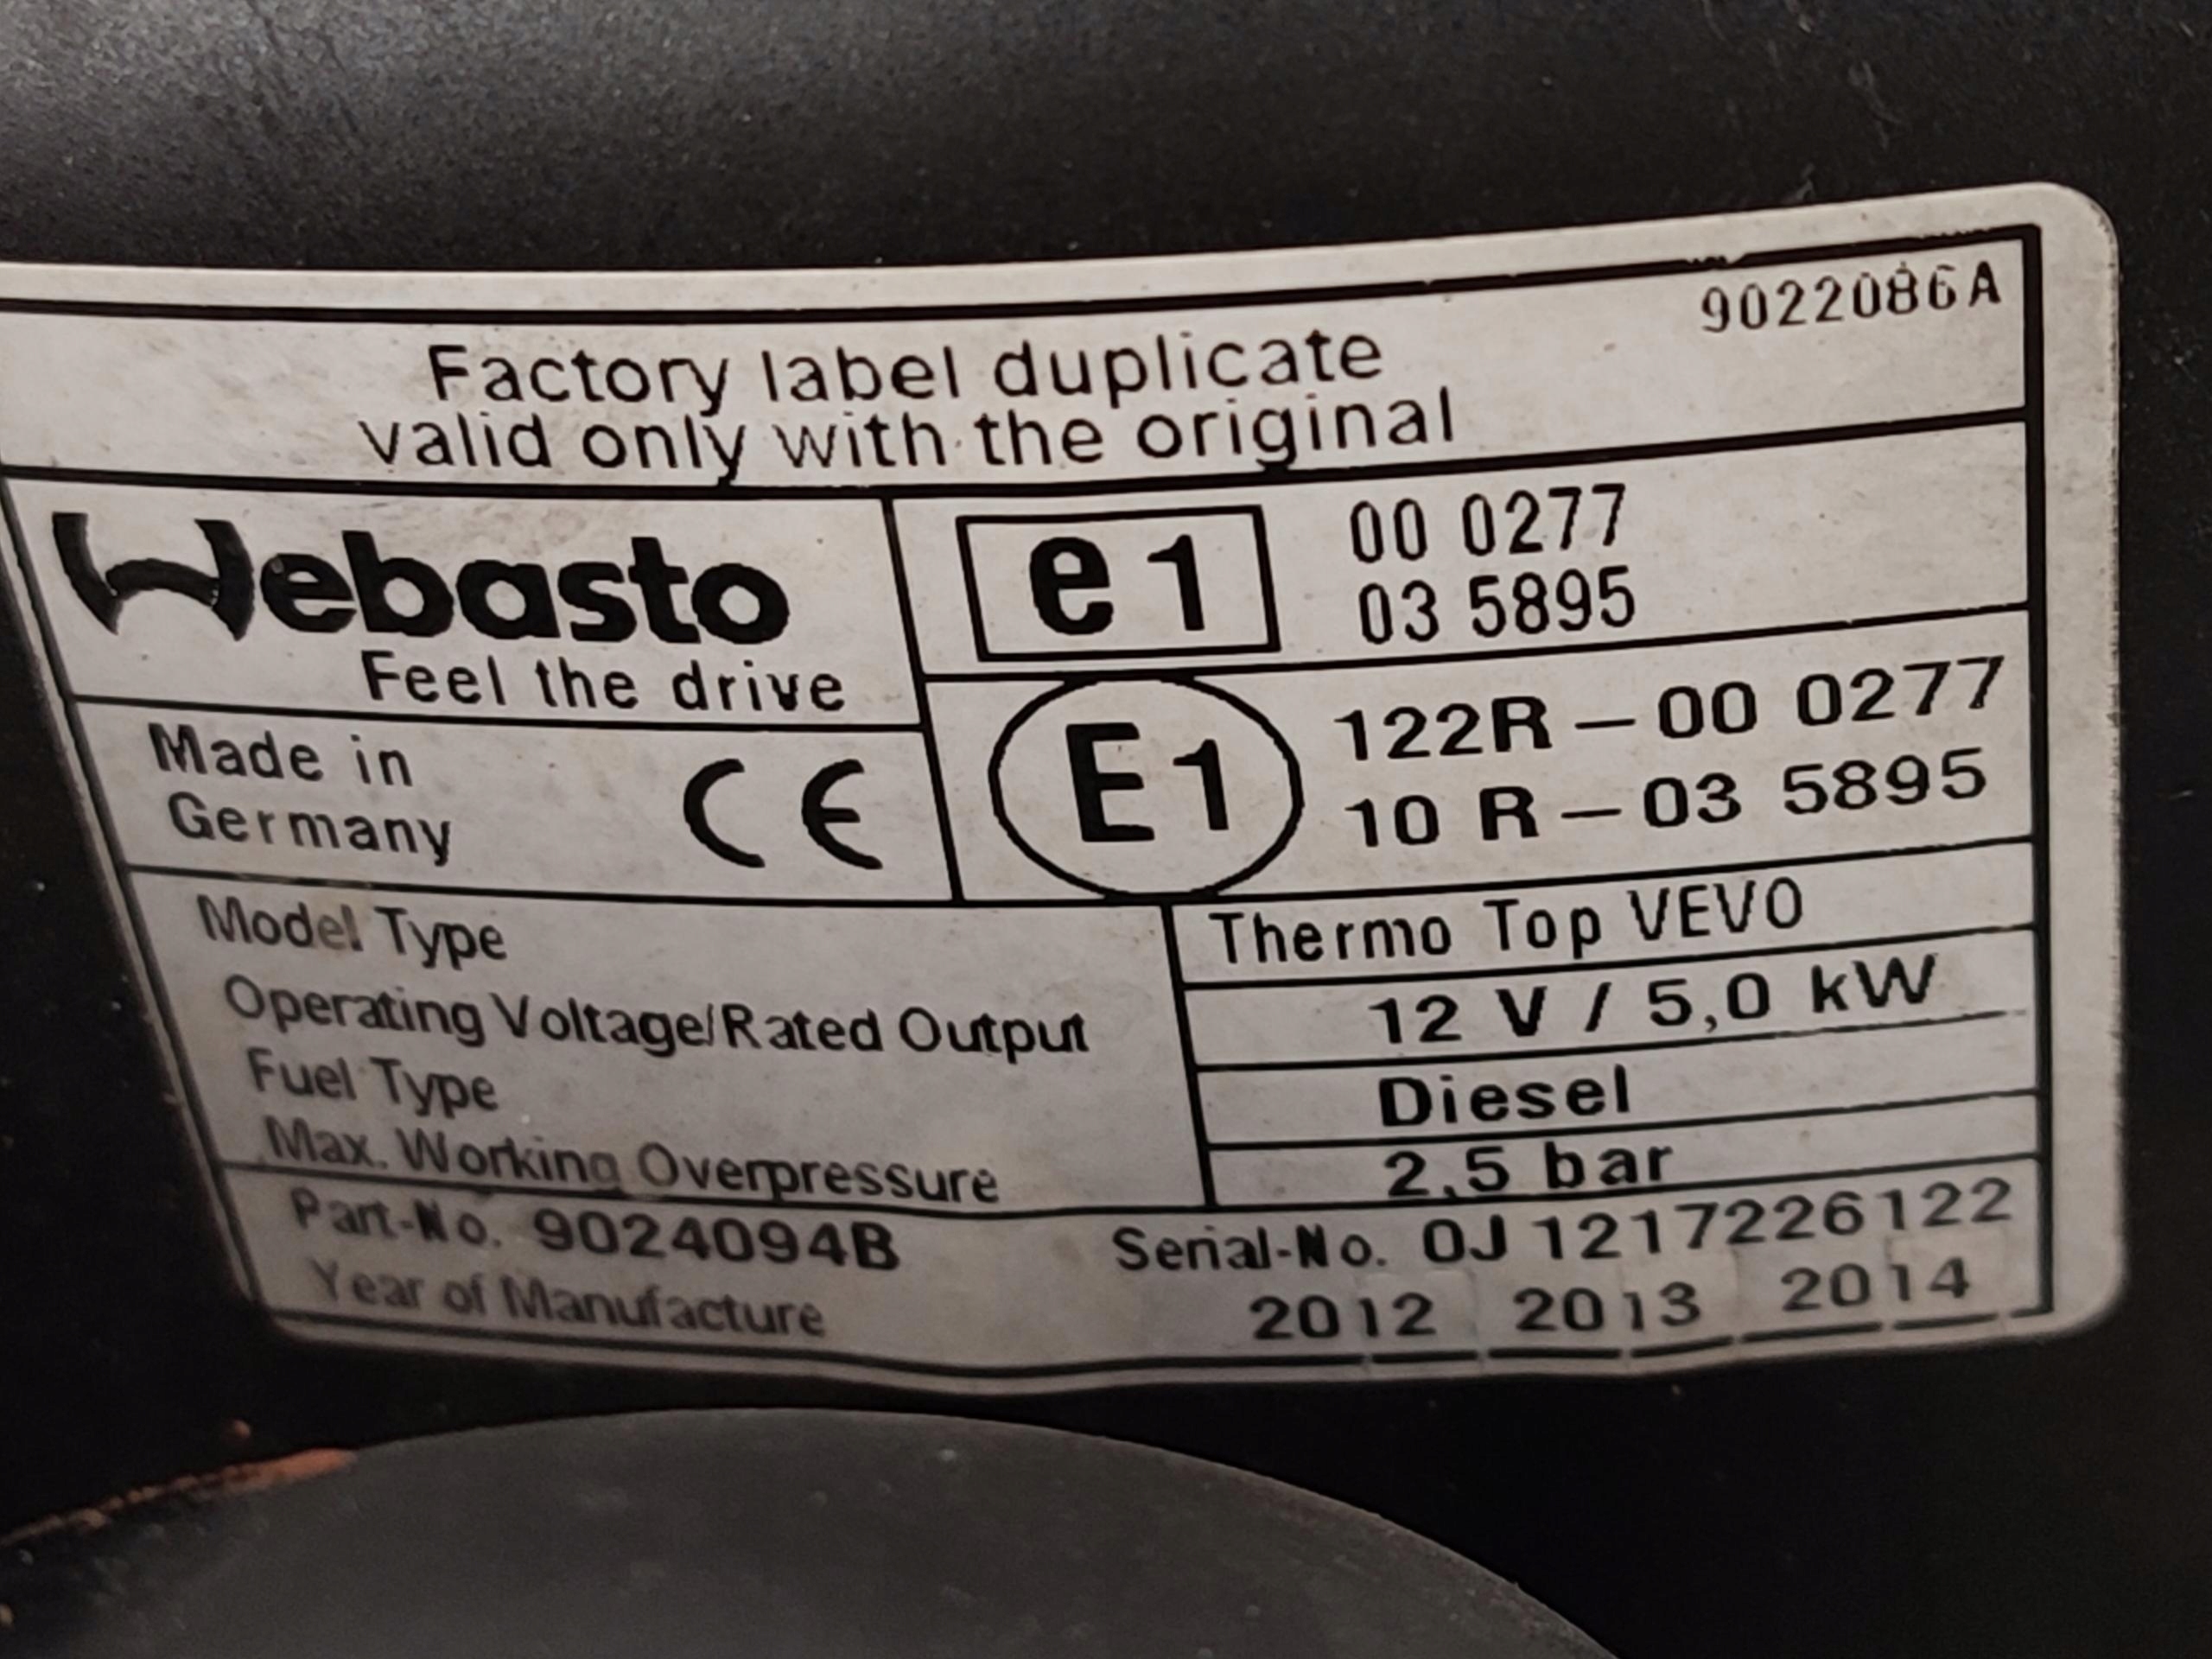 9022086A
Factory label duplicate
valid only with the original
Webasto
Feel the drive
e1
00 0277
03 5895
Made in
Germany
CE
E1
122R-00 0277
10 R-03 5895
Model Type Thermo Top VEVO
Operating Voltage/Rated Output 12 V / 5,0 kW
Fuel Type Diesel
Max. Working Overpressure 2,5 bar
Part-No. 9024094B Serial-No. 0J1217226122
Year of Manufacture 2012 2013 2014